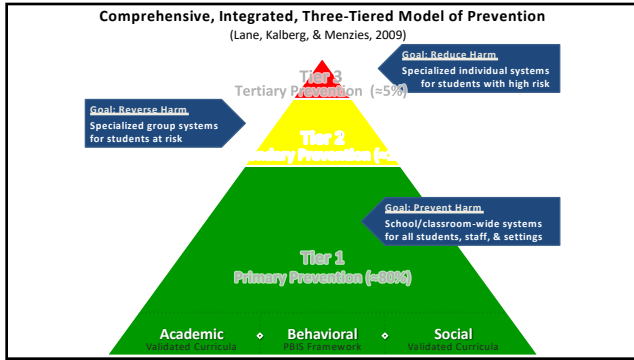 Comprehensive, Integrated, Three-Tiered Model of Prevention
(Lane, Kalberg, & Menzies, 2009)
Goal: Reduce Harm
Specialized individual systems
for students with high risk
Tier 3
Tertiary Prevention (≈5%)
Goal: Reverse Harm
Specialized group systems
for students at risk
Tier 2
Prevention
Goal: Prevent Harm
School/classroom-wide systems
for all students, staff, & settings
Tier 1
Primary Prevention (≈80%)
Academic ⋄ Behavioral ⋄ Social
Validated Curricula PBIS Framework Validated Curricula